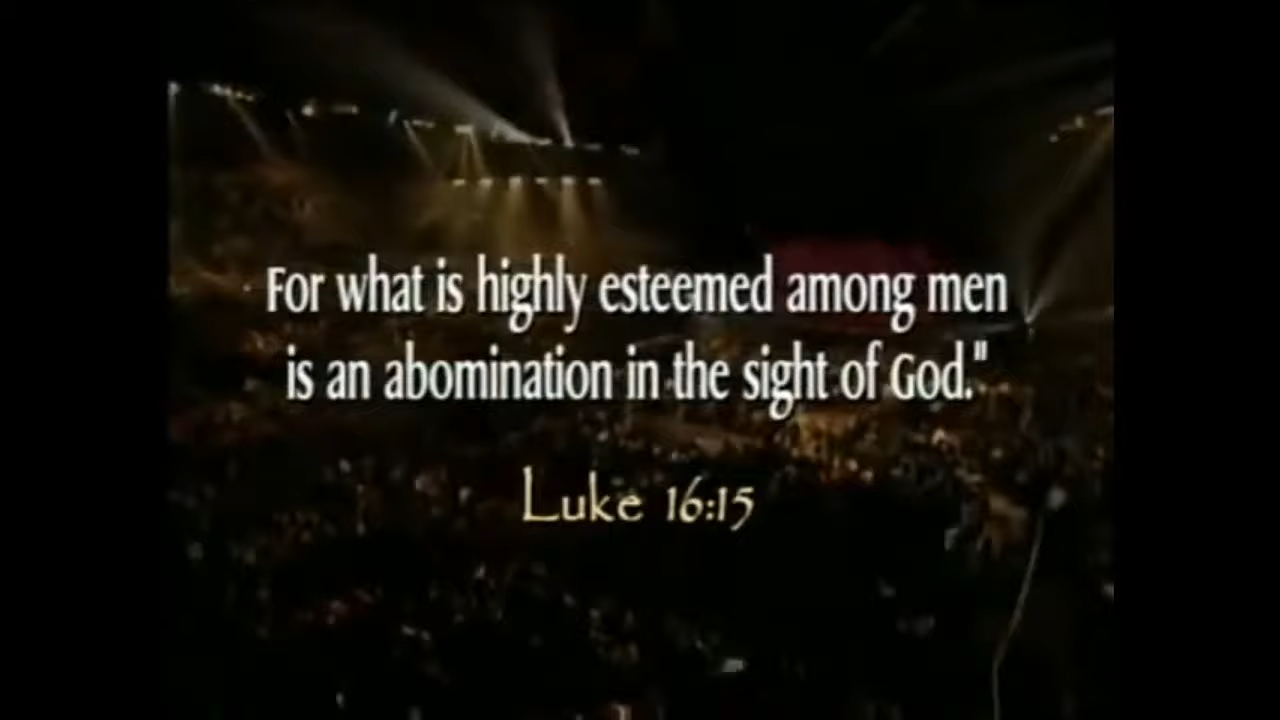 For what is highly esteemed among men
is an abomination in the sight of God."
Luke 16:15